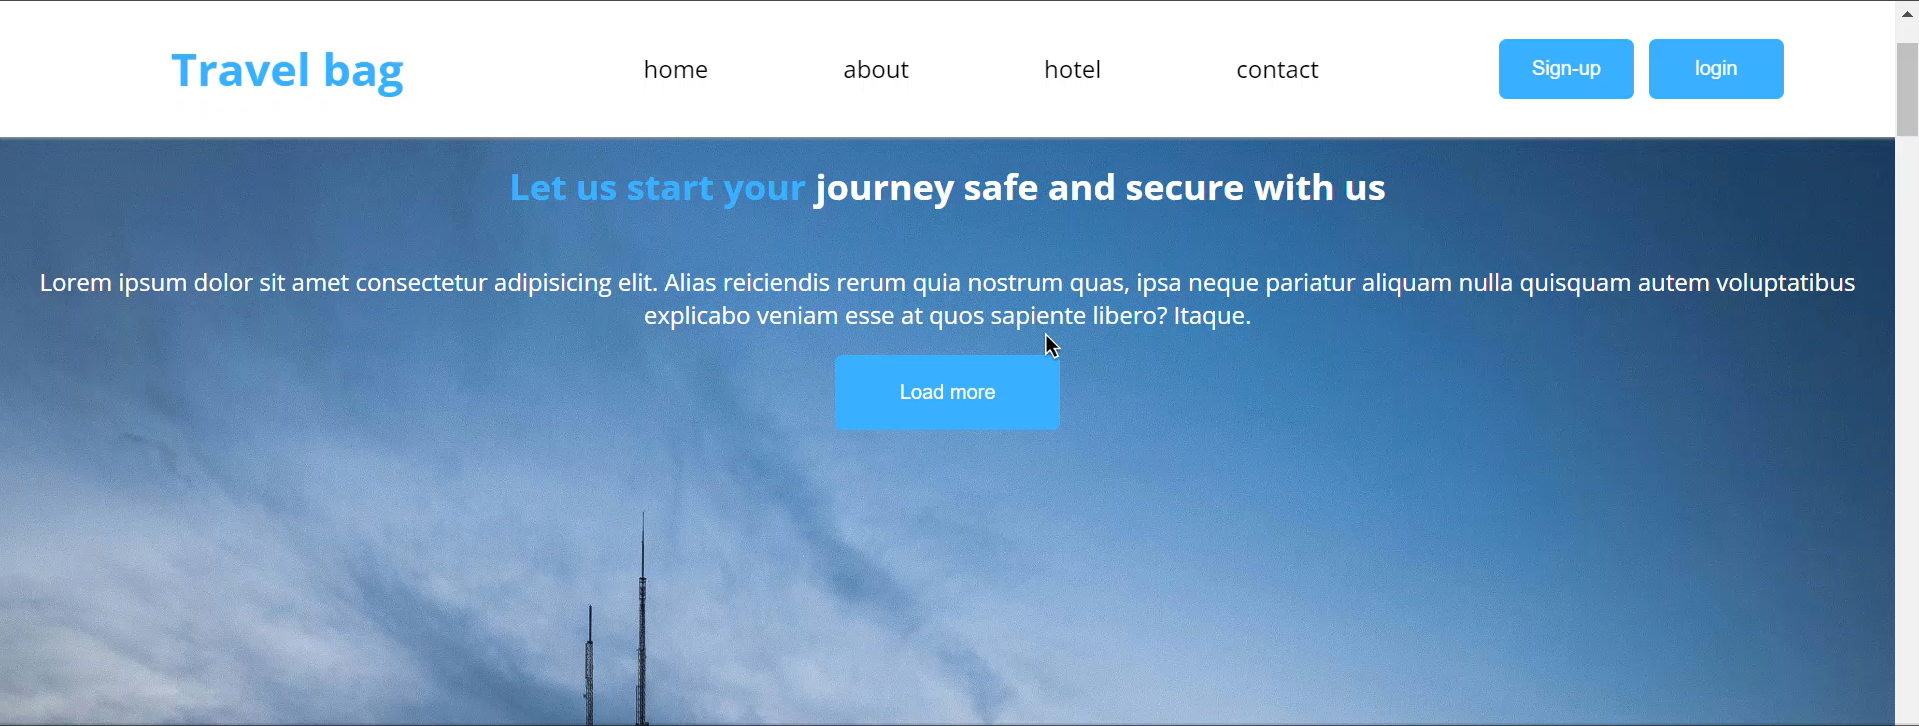 Travel bag
home
about
hotel
contact
Sign-up
login
Let us start your journey safe and secure with us
Lorem ipsum dolor sit amet consectetur adipisicing elit. Alias reiciendis rerum quia nostrum quas, ipsa neque pariatur aliquam nulla quisquam autem voluptatibus
explicabo veniam esse at quos sapiente libero? Itaque.
Load more